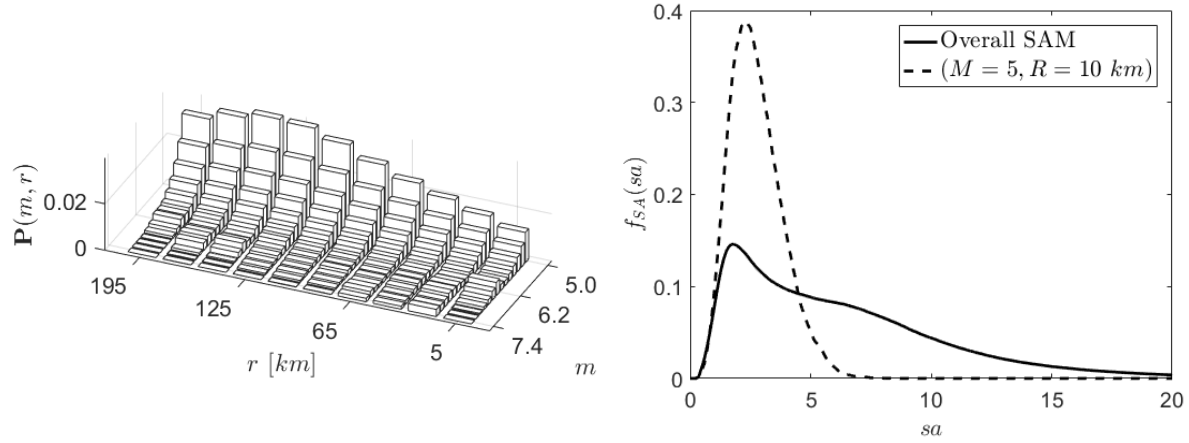 P(m, r)
0.02
0
195
125
65
5
r [km]
5.0
6.2
7.4
m
0.4
0.3
0.2
0.1
0
f_SA(sa)
Overall SAM
(M = 5, R = 10 km)
0
5
10
15
20
sa